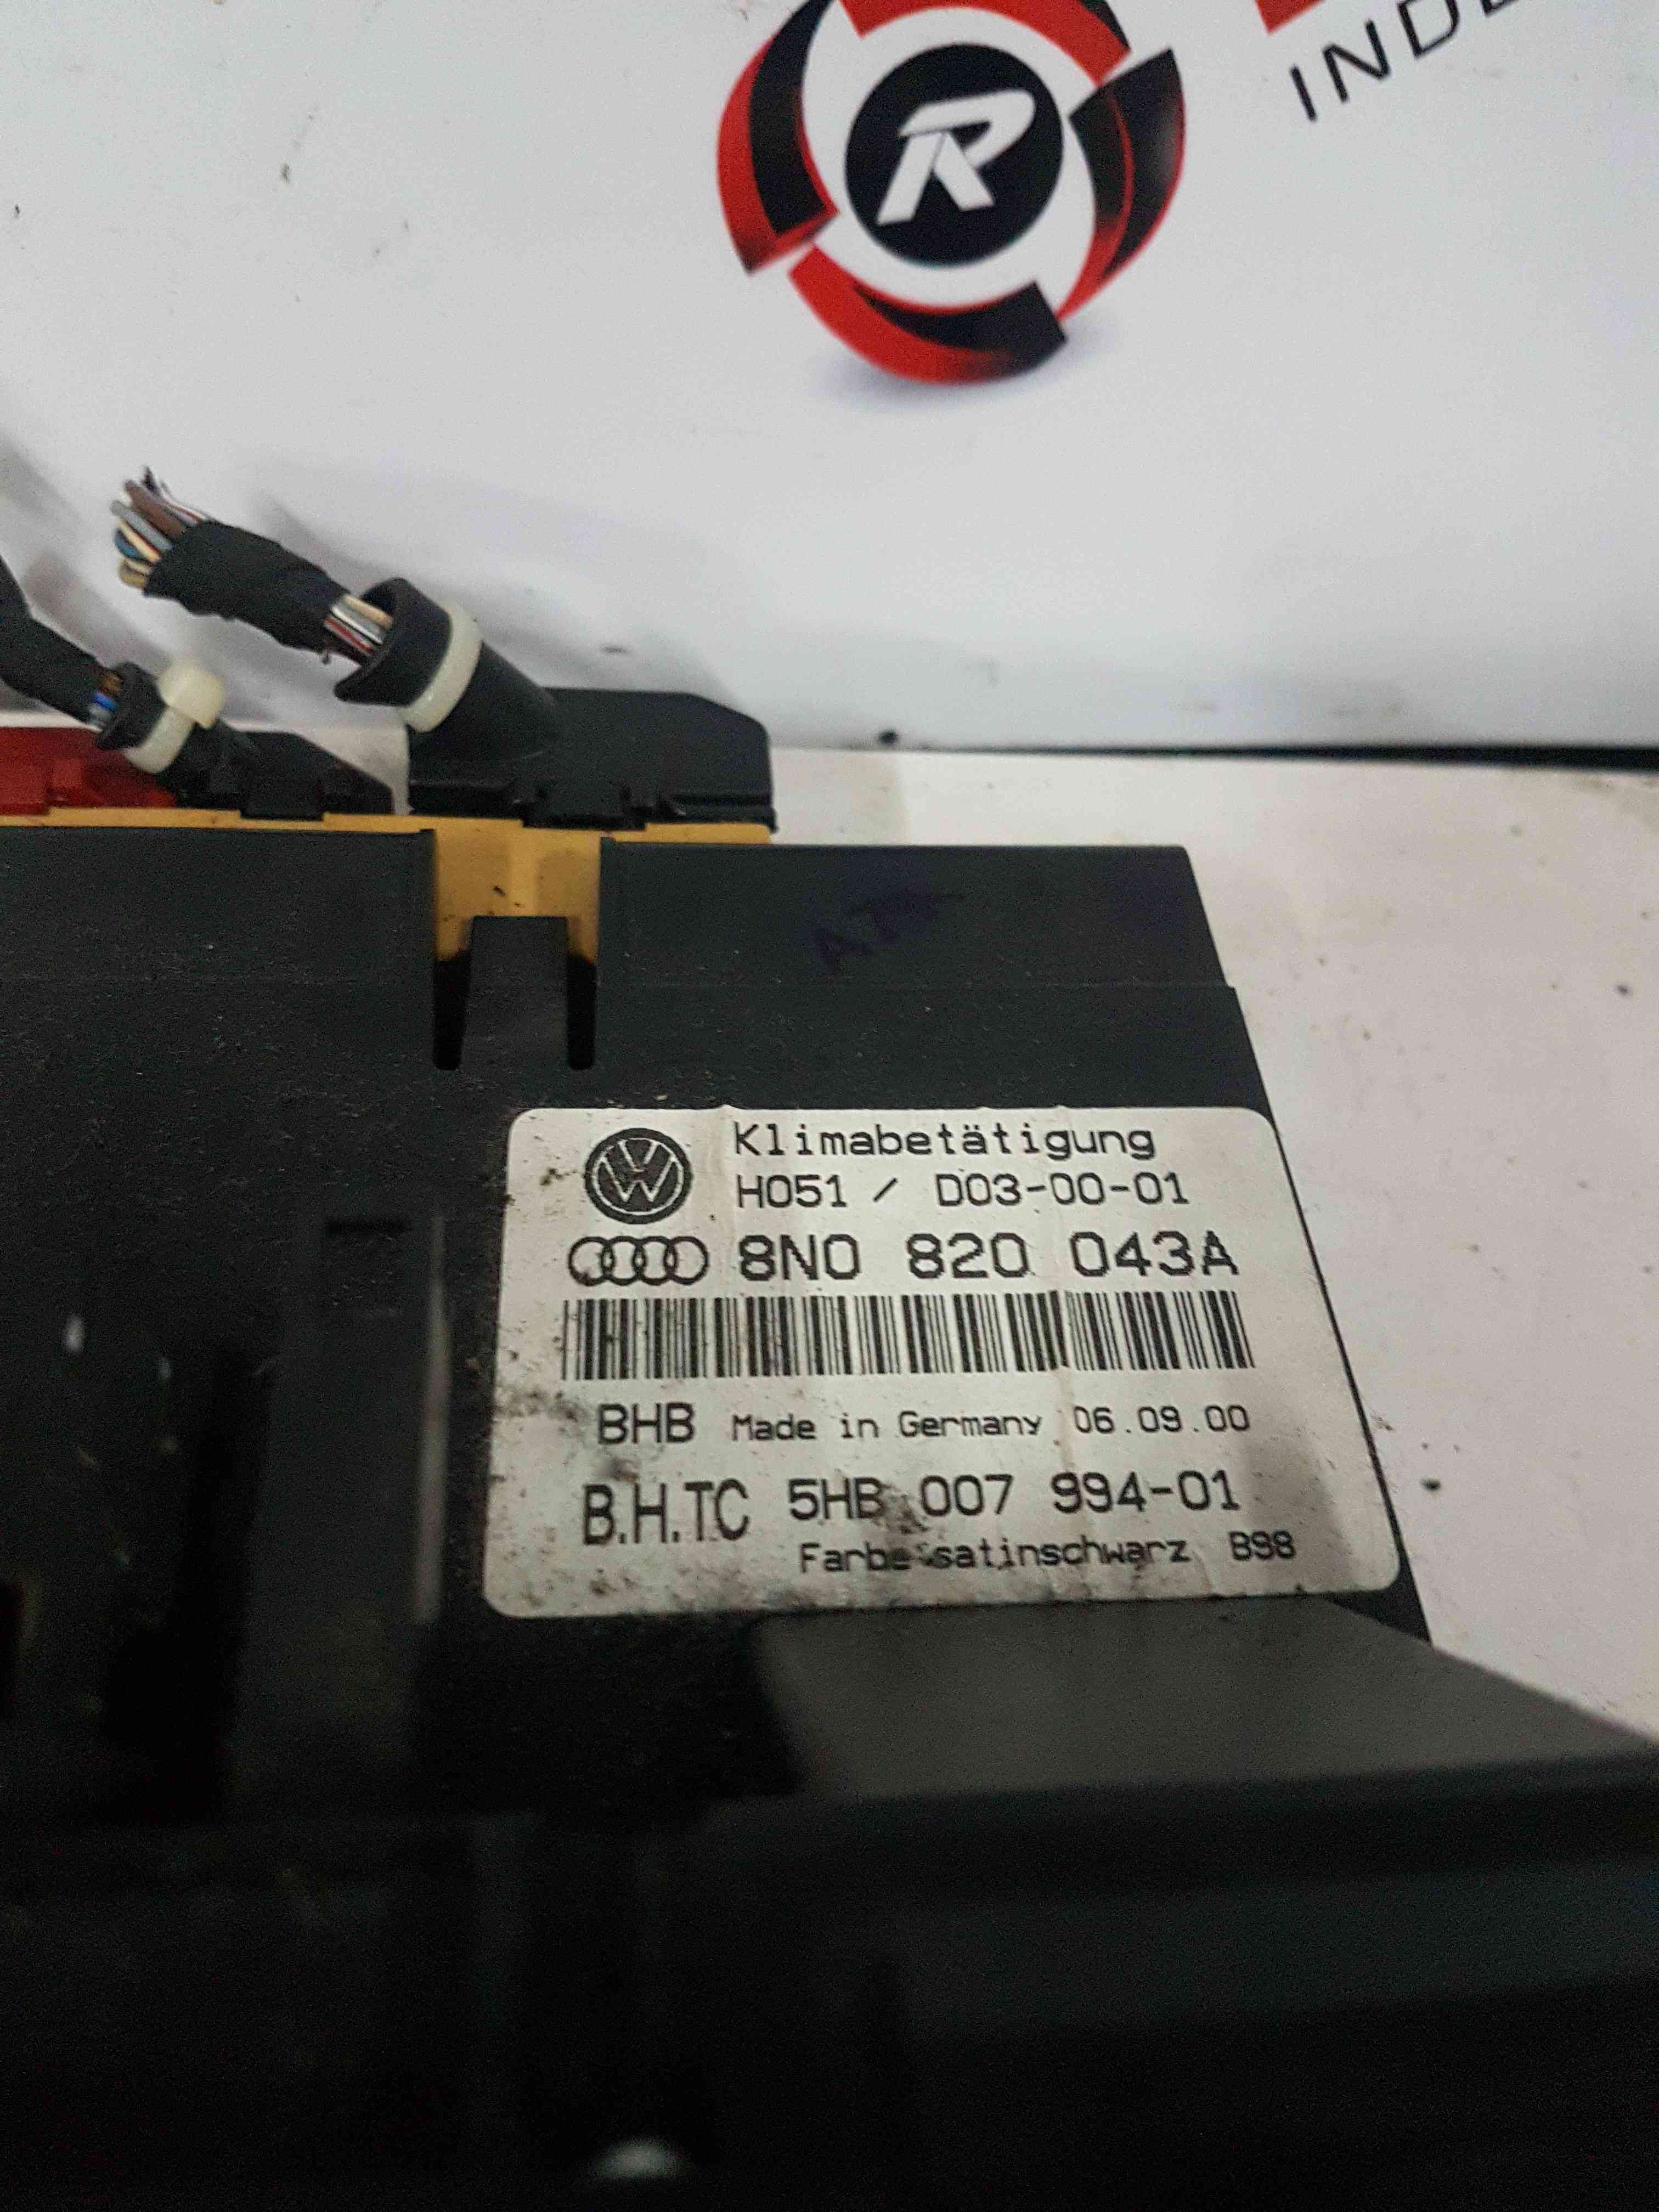 R
Klimabetätigung
H051 / D03-00-01
8N0 820 043A
BHB Made in Germany 06.09.00
B.H.TC 5HB 007 994-01
Farbe satinschwarz B98